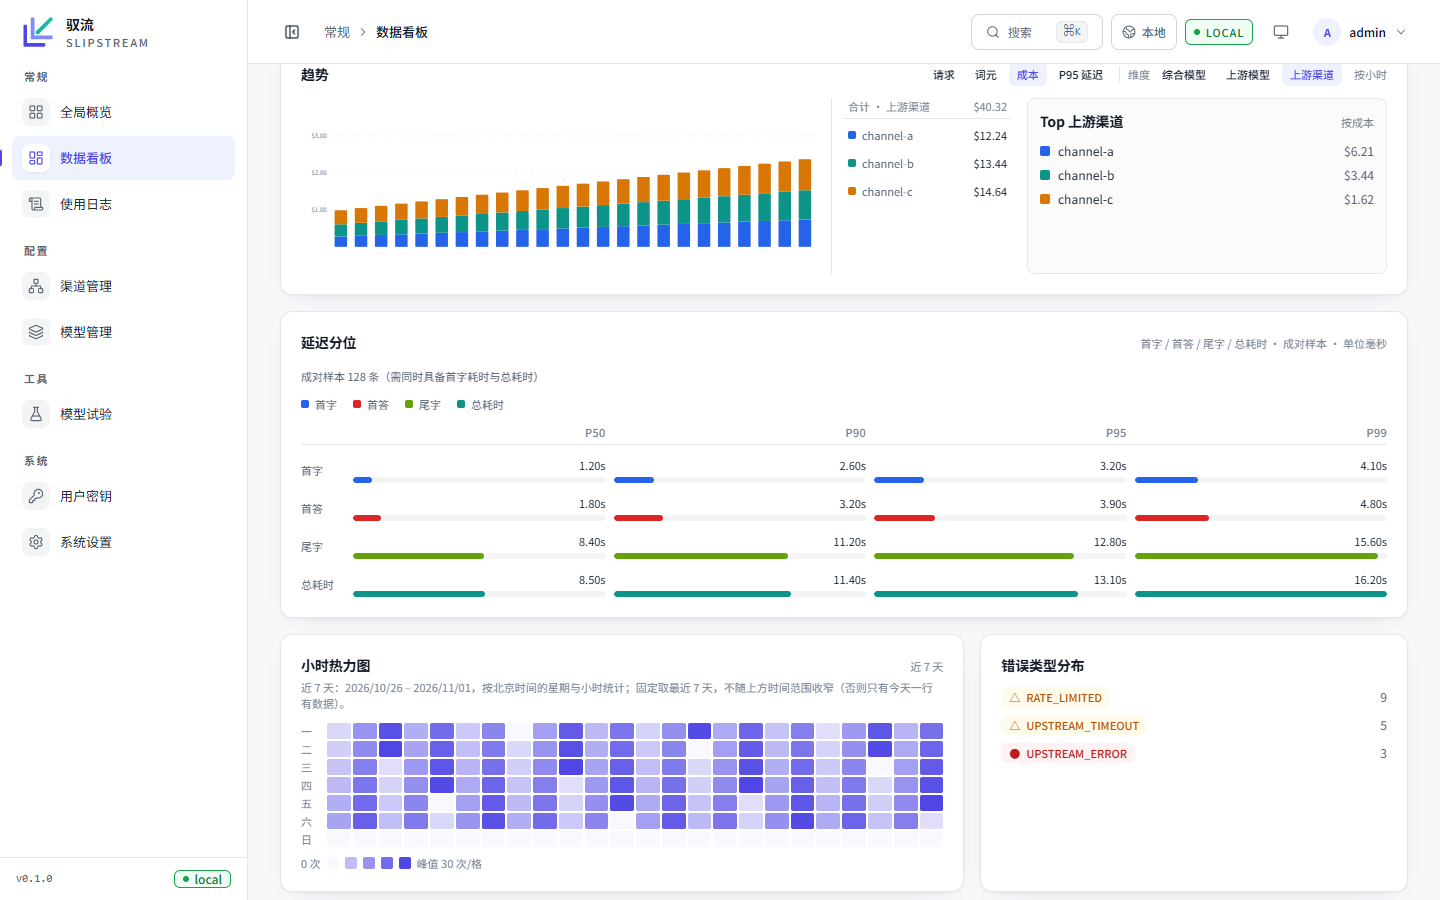 驭流
SLIPSTREAM
常规
全局概览
数据看板
使用日志
配置
渠道管理
模型管理
工具
模型试验
系统
用户密钥
系统设置
v0.1.0
local
常规
数据看板
搜索
⌘K
本地
LOCAL
A
admin
趋势
请求
词元
成本
P95 延迟
维度
综合模型
上游模型
上游渠道
按小时
$3.00
$2.00
$1.00
合计 · 上游渠道 $40.32
channel-a $12.24
channel-b $13.44
channel-c $14.64
Top 上游渠道 按成本
channel-a $6.21
channel-b $3.44
channel-c $1.62
延迟分位
首字 / 首答 / 尾字 / 总耗时 · 成对样本 · 单位毫秒
成对样本 128 条（需同时具备首字耗时与总耗时）
首字 首答 尾字 总耗时
P50 P90 P95 P99
首字 1.20s 2.60s 3.20s 4.10s
首答 1.80s 3.20s 3.90s 4.80s
尾字 8.40s 11.20s 12.80s 15.60s
总耗时 8.50s 11.40s 13.10s 16.20s
小时热力图
近 7 天
近 7 天：2026/10/26 – 2026/11/01，按北京时间的星期与小时统计；固定取最近 7 天，不随上方时间范围收窄（否则只有今天一行
有数据）。
一
二
三
四
五
六
日
0 次
峰值 30 次/格
错误类型分布
RATE_LIMITED 9
UPSTREAM_TIMEOUT 5
UPSTREAM_ERROR 3